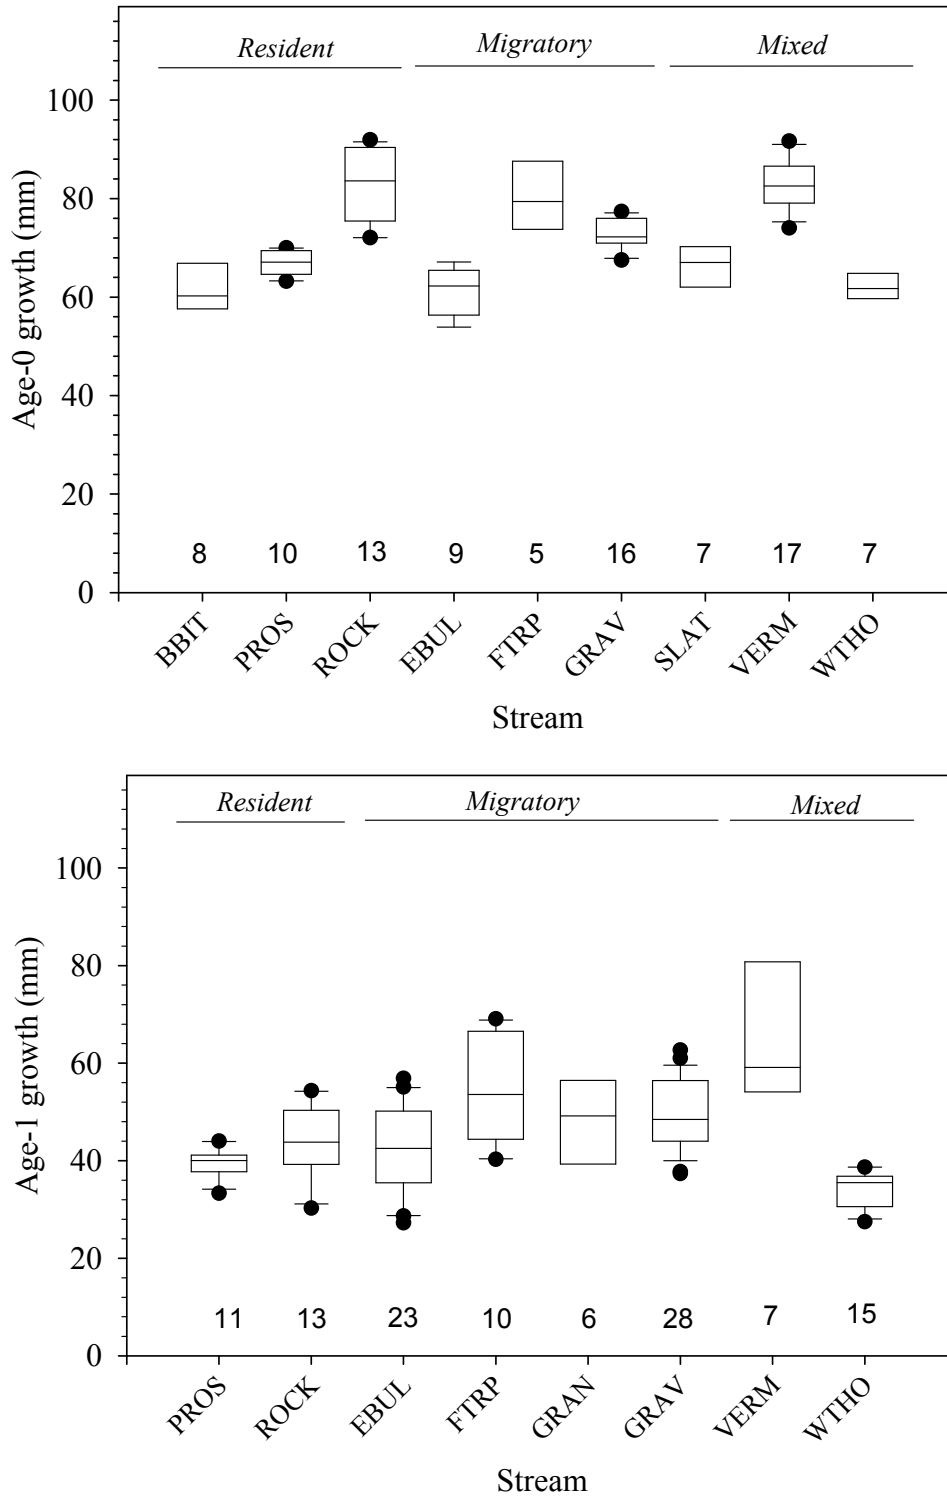 Resident Migratory Mixed
100
80
60
40
20
0
Age-0 growth (mm)
8 10 13 9 5 16 7 17 7
BBIT PROS ROCK EBUL FTRP GRAV SLAT VERM WTHO
Stream
Resident Migratory Mixed
100
80
60
40
20
0
Age-1 growth (mm)
11 13 23 10 6 28 7 15
PROS ROCK EBUL FTRP GRAN GRAV VERM WTHO
Stream